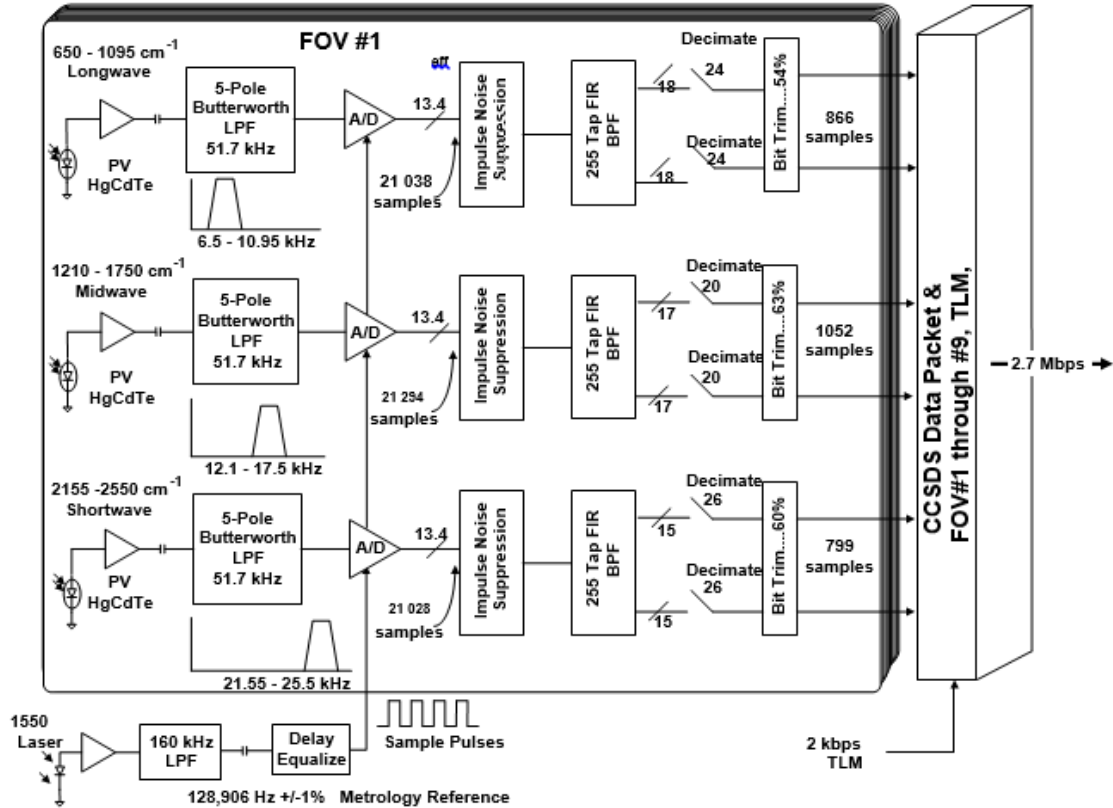 FOV #1
650 - 1095 cm-1
Longwave
PV
HgCdTe
5-Pole
Butterworth
LPF
51.7 kHz
6.5 - 10.95 kHz
A/D
eff
13.4
21 038
samples
Impulse Noise
Suppression
255 Tap FIR
BPF
18
18
Decimate
24
Decimate
24
Bit Trim....54%
866
samples
1210 - 1750 cm-1
Midwave
PV
HgCdTe
5-Pole
Butterworth
LPF
51.7 kHz
12.1 - 17.5 kHz
A/D
13.4
21 294
samples
Impulse Noise
Suppression
255 Tap FIR
BPF
17
17
Decimate
20
Decimate
20
Bit Trim....63%
1052
samples
2155 -2550 cm-1
Shortwave
PV
HgCdTe
5-Pole
Butterworth
LPF
51.7 kHz
21.55 - 25.5 kHz
A/D
13.4
21 028
samples
Impulse Noise
Suppression
255 Tap FIR
BPF
15
15
Decimate
26
Decimate
26
Bit Trim....60%
799
samples
CCSDS Data Packet &
FOV#1 through #9, TLM,
2.7 Mbps
2 kbps
TLM
1550
Laser
160 kHz
LPF
Delay
Equalize
Sample Pulses
128,906 Hz +/-1% Metrology Reference